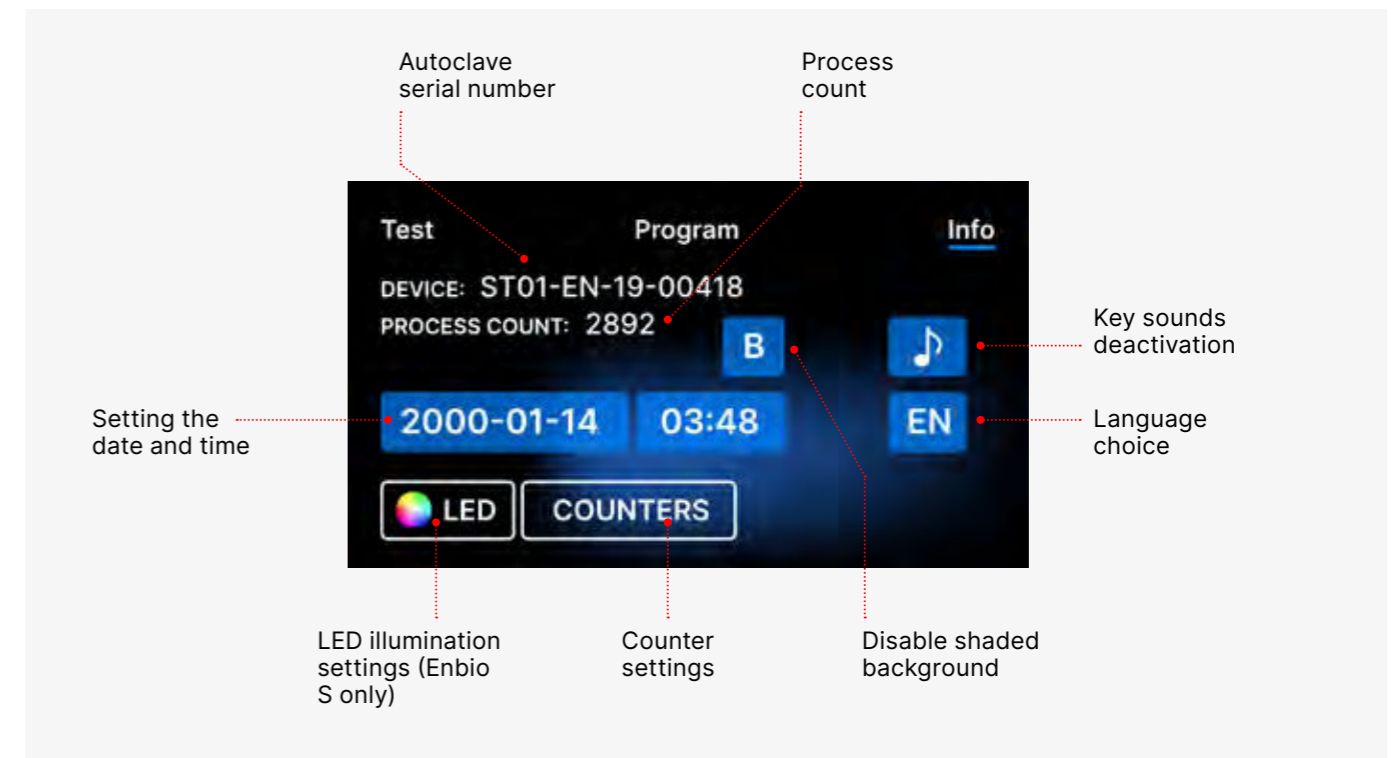 Autoclave
serial number
Process
count
Test
Program
Info
DEVICE: ST01-EN-19-00418
PROCESS COUNT: 2892
B
Key sounds
deactivation
Setting the
date and time
2000-01-14
03:48
EN
Language
choice
LED
COUNTERS
LED illumination
settings (Enbio
S only)
Counter
settings
Disable shaded
background